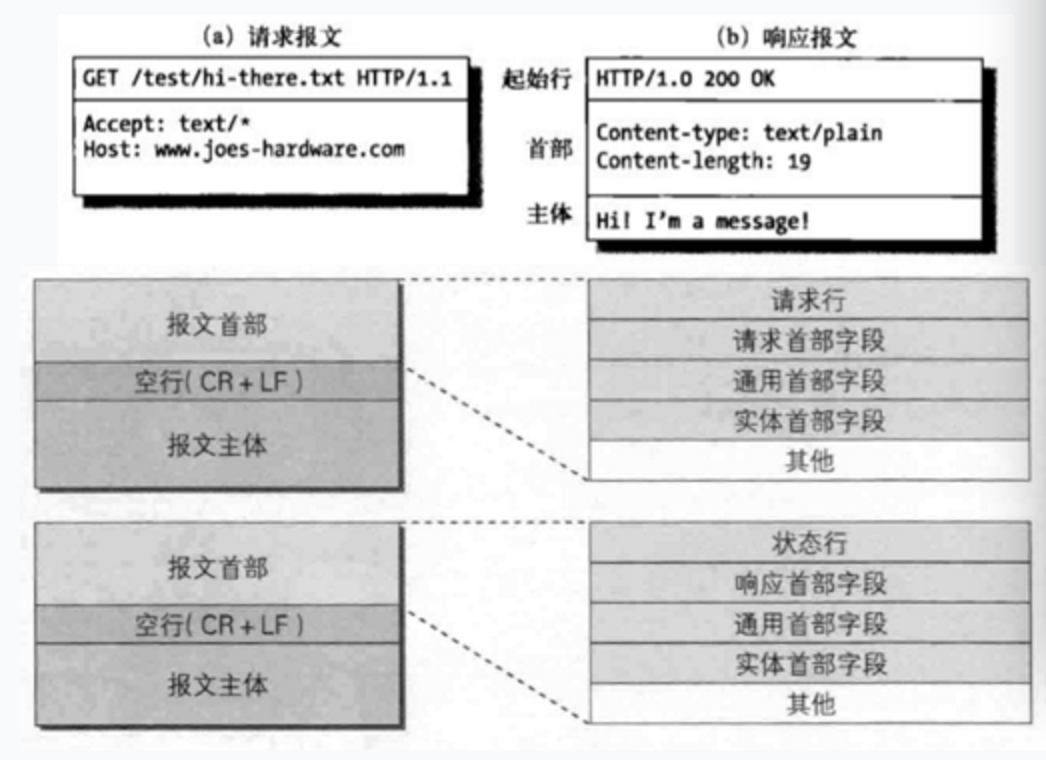 (a) 请求报文
GET /test/hi-there.txt HTTP/1.1
Accept: text/*
Host: www.joes-hardware.com
(b) 响应报文
起始行
HTTP/1.0 200 OK
首部
Content-type: text/plain
Content-length: 19
主体
Hi! I'm a message!
报文首部
空行( CR + LF )
报文主体
请求行
请求首部字段
通用首部字段
实体首部字段
其他
报文首部
空行( CR + LF )
报文主体
状态行
响应首部字段
通用首部字段
实体首部字段
其他